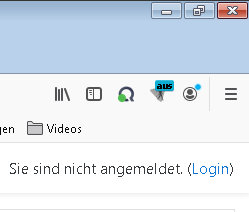 aus
gen Videos
Sie sind nicht angemeldet. (Login)